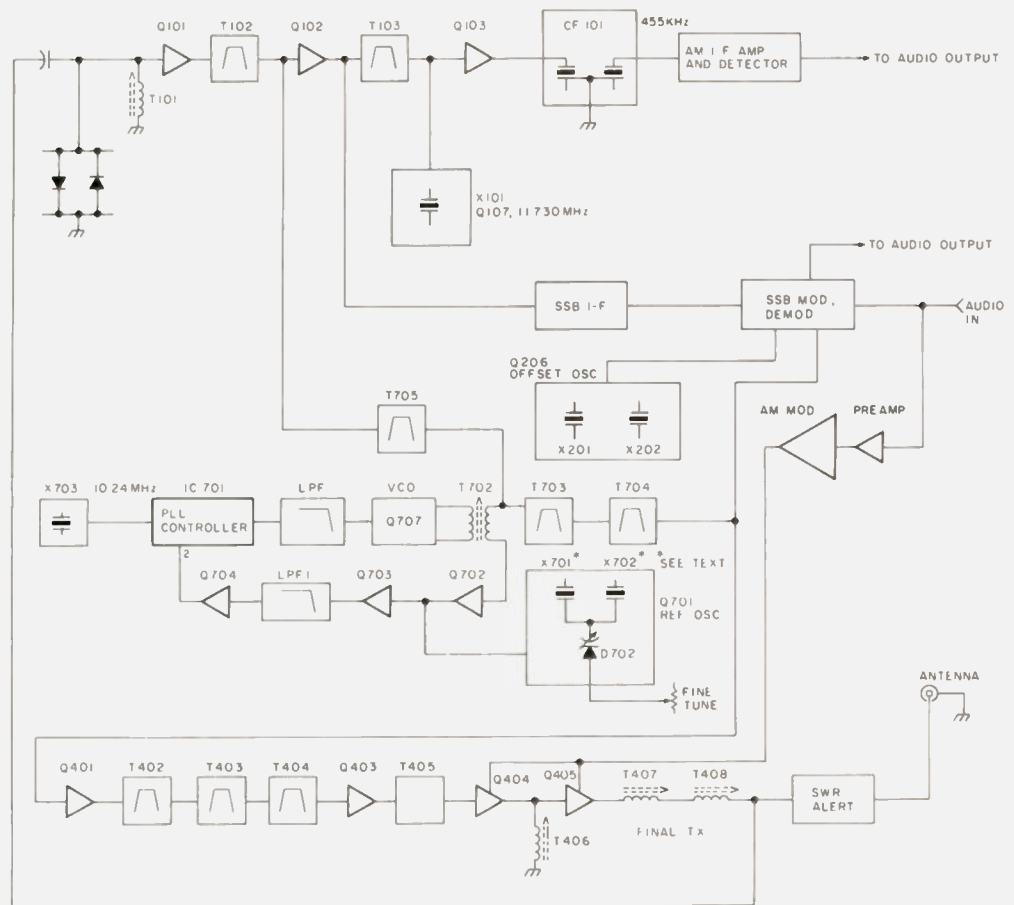 Q101
T102
Q102
T103
Q103
CF 101
455KHz
AM I F AMP
AND DETECTOR
TO AUDIO OUTPUT
T101
X101
Q107, 11 730 MHz
TO AUDIO OUTPUT
SSB I-F
SSB MOD,
DEMOD
AUDIO
IN
Q206
OFFSET OSC
X201
X202
T705
AM MOD
PREAMP
X703
10 24 MHz
IC 701
PLL
CONTROLLER
2
LPF
VCO
Q707
T702
T703
T704
Q704
LPF1
Q703
Q702
X701*
X702*
*SEE TEXT
Q701
REF OSC
D702
FINE
TUNE
ANTENNA
Q401
T402
T403
T404
Q403
T405
Q404
Q405
T407
T408
SWR
ALERT
T406
FINAL TX